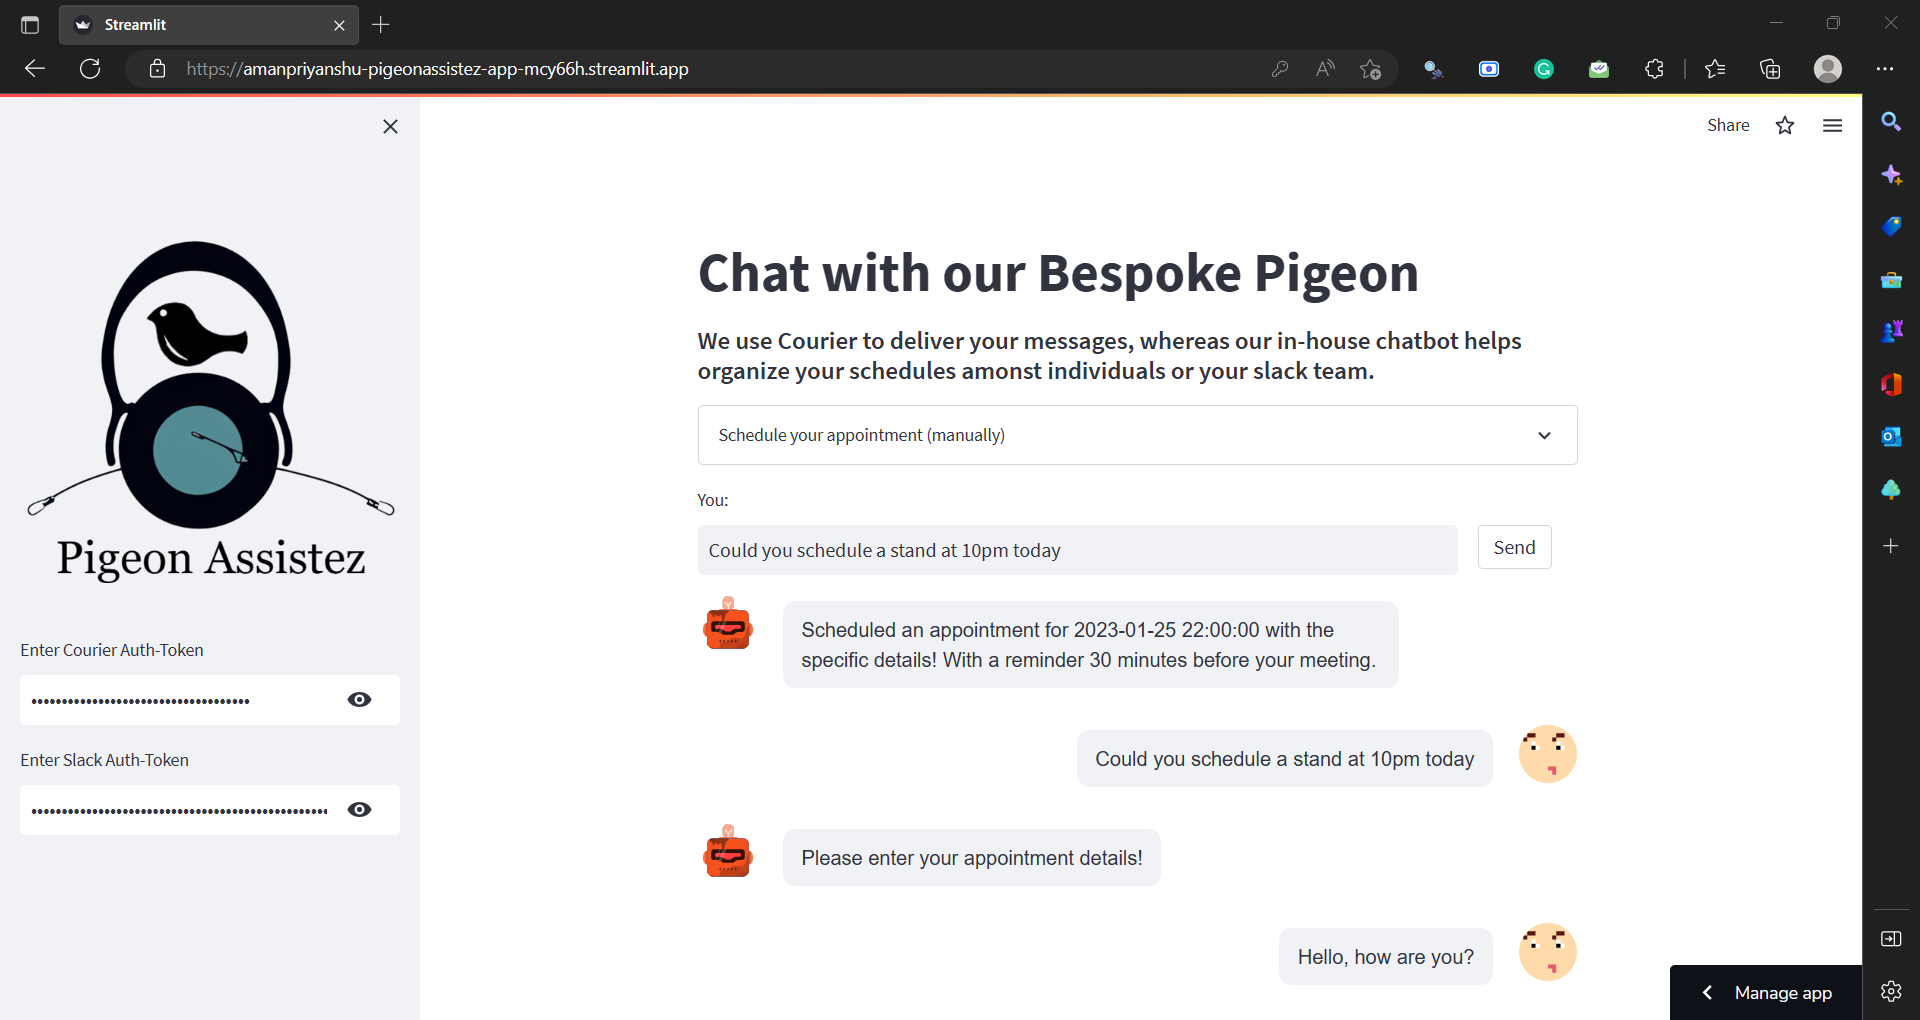 Streamlit
https://amanpriyanshu-pigeonassistez-app-mcy66h.streamlit.app
Share
Pigeon Assistez
Enter Courier Auth-Token
Enter Slack Auth-Token
Chat with our Bespoke Pigeon
We use Courier to deliver your messages, whereas our in-house chatbot helps
organize your schedules amonst individuals or your slack team.
Schedule your appointment (manually)
You:
Could you schedule a stand at 10pm today
Send
Scheduled an appointment for 2023-01-25 22:00:00 with the
specific details! With a reminder 30 minutes before your meeting.
Could you schedule a stand at 10pm today
Please enter your appointment details!
Hello, how are you?
Manage app